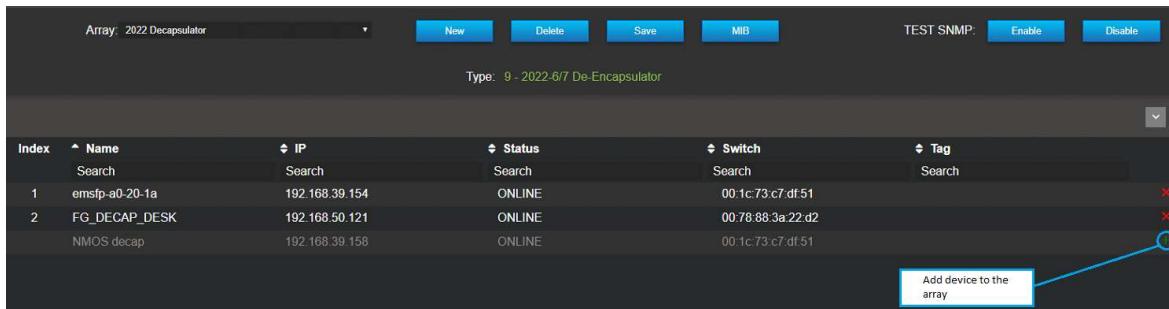 Array: 2022 Decapsulator New Delete Save MIB TEST SNMP: Enable Disable
Type: 9 - 2022-6/7 De-Encapsulator
Index Name IP Status Switch Tag
Search Search Search Search Search
1 emsfp-a0-20-1a 192.168.39.154 ONLINE 00:1c:73:c7:df:51
2 FG_DECAP_DESK 192.168.50.121 ONLINE 00:78:88:3a:22:d2
NMOS decap 192.168.39.158 ONLINE 00:1c:73:c7:df:51
Add device to the
array